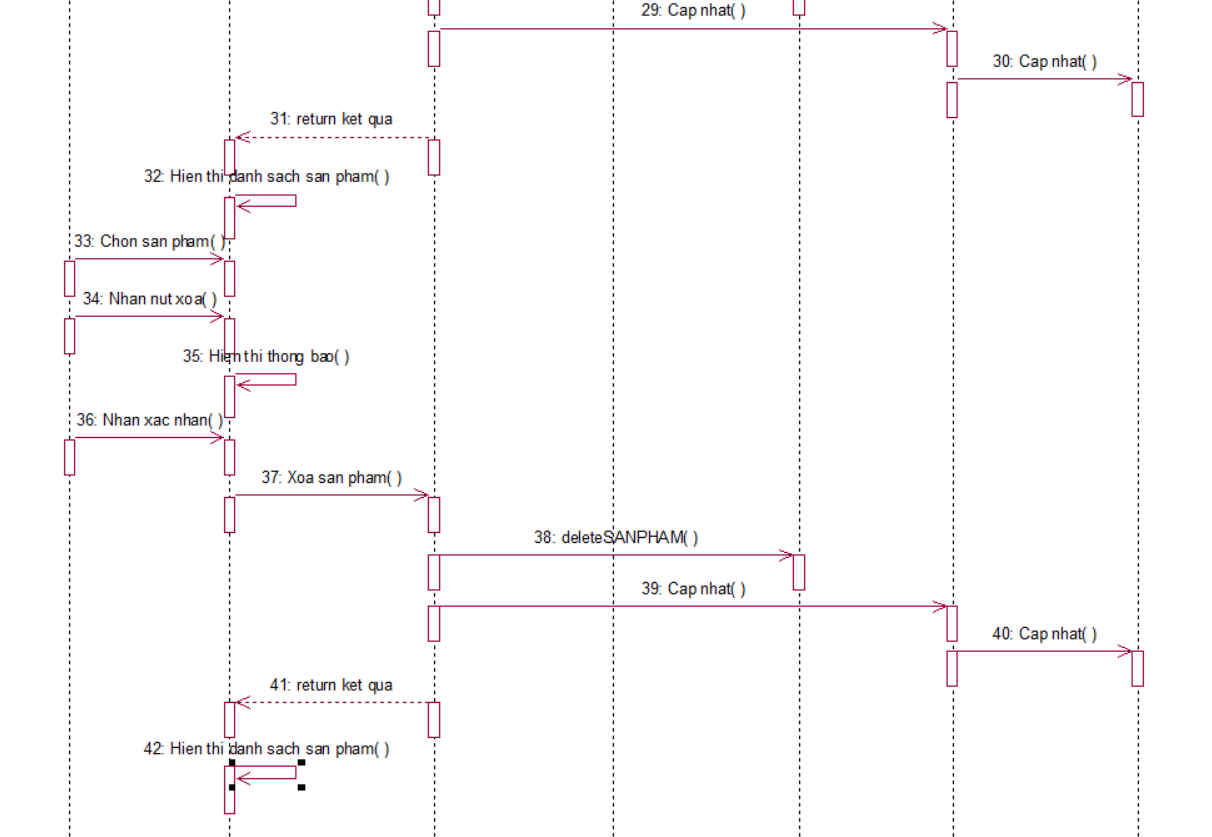 29: Cap nhat( )
30: Cap nhat( )
31: return ket qua
32: Hien thi danh sach san pham( )
33: Chon san pham( )
34: Nhan nut xoa( )
35: Hien thi thong bao( )
36: Nhan xac nhan( )
37: Xoa san pham( )
38: deleteSANPHAM( )
39: Cap nhat( )
40: Cap nhat( )
41: return ket qua
42: Hien thi danh sach san pham( )